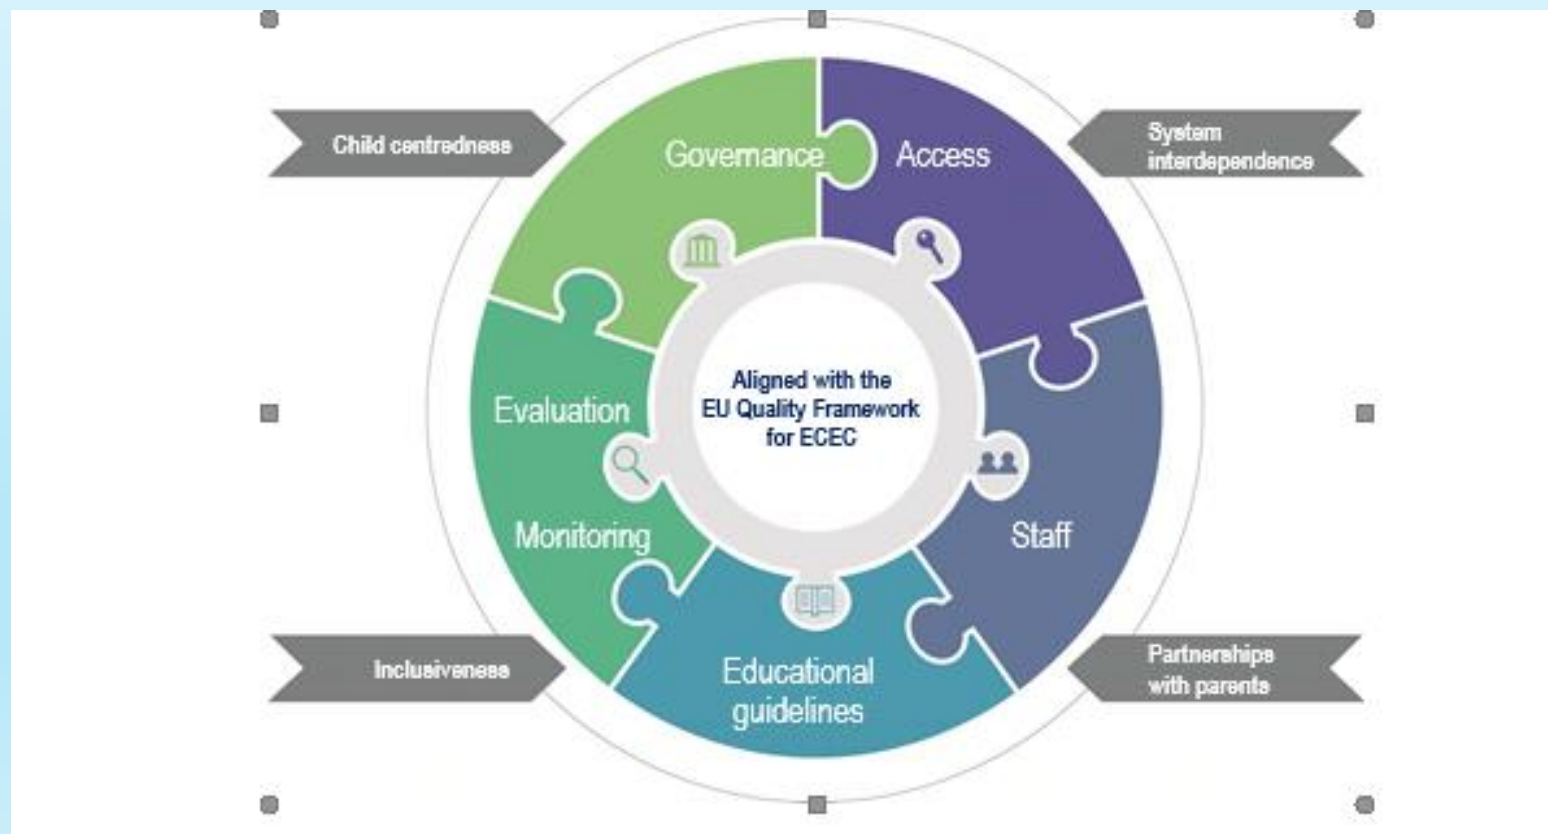 Child centredness
System
interdependence
Governance
Access
Aligned with the
EU Quality Framework
for ECEC
Evaluation
Monitoring
Staff
Educational
guidelines
Inclusiveness
Partnerships
with parents